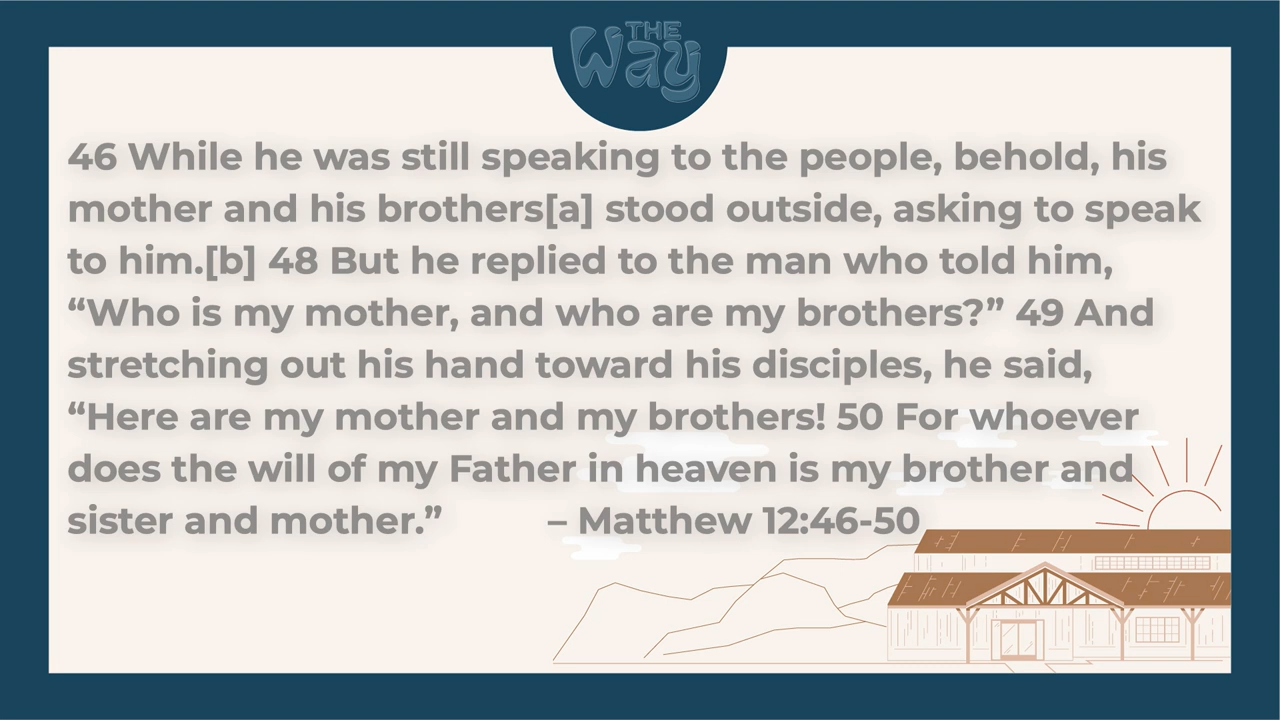 THE
Way
46 While he was still speaking to the people, behold, his
mother and his brothers[a] stood outside, asking to speak
to him.[b] 48 But he replied to the man who told him,
“Who is my mother, and who are my brothers?” 49 And
stretching out his hand toward his disciples, he said,
“Here are my mother and my brothers! 50 For whoever
does the will of my Father in heaven is my brother and
sister and mother.” – Matthew 12:46-50